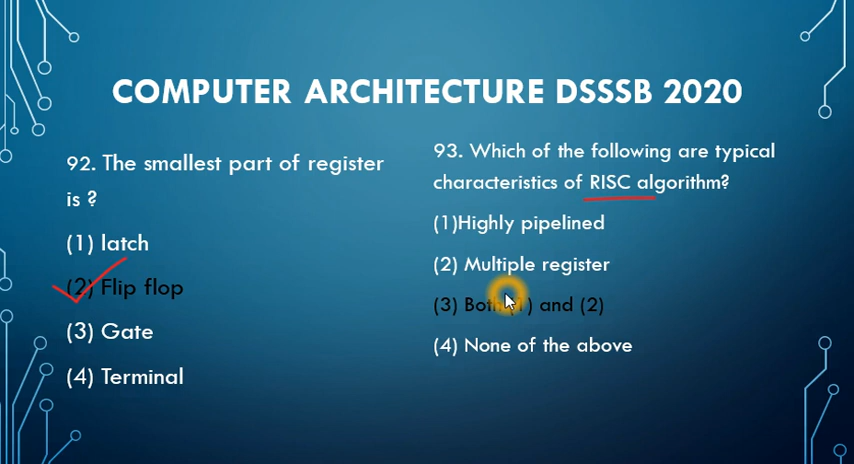 COMPUTER ARCHITECTURE DSSSB 2020
92. The smallest part of register
is ?
(1) latch
(2) Flip flop
(3) Gate
(4) Terminal
93. Which of the following are typical
characteristics of RISC algorithm?
(1)Highly pipelined
(2) Multiple register
(3) Both (1) and (2)
(4) None of the above